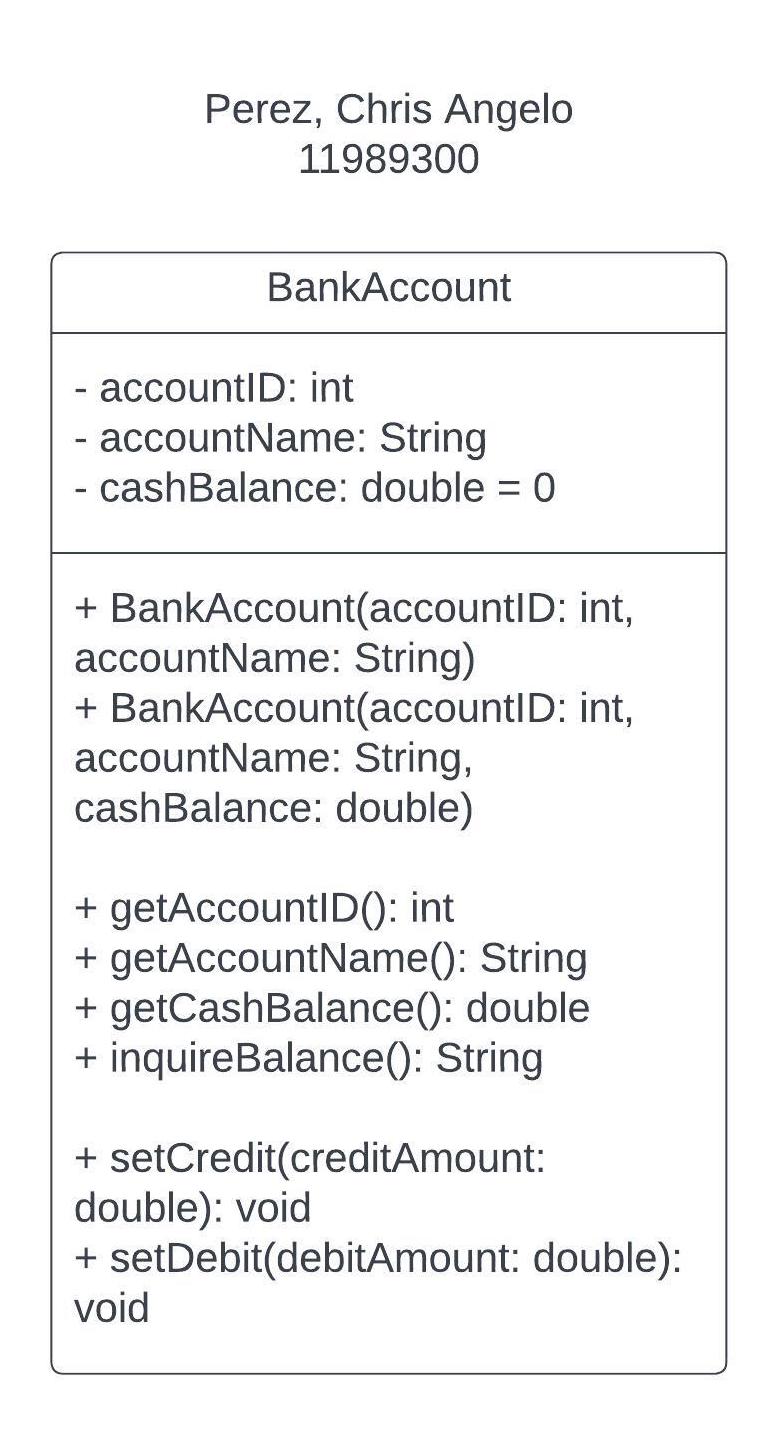 Perez, Chris Angelo
11989300
BankAccount
- accountID: int
- accountName: String
- cashBalance: double = 0
+ BankAccount(accountID: int,
accountName: String)
+ BankAccount(accountID: int,
accountName: String,
cashBalance: double)
+ getAccountID(): int
+ getAccountName(): String
+ getCashBalance(): double
+ inquireBalance(): String
+ setCredit(creditAmount:
double): void
+ setDebit(debitAmount: double):
void